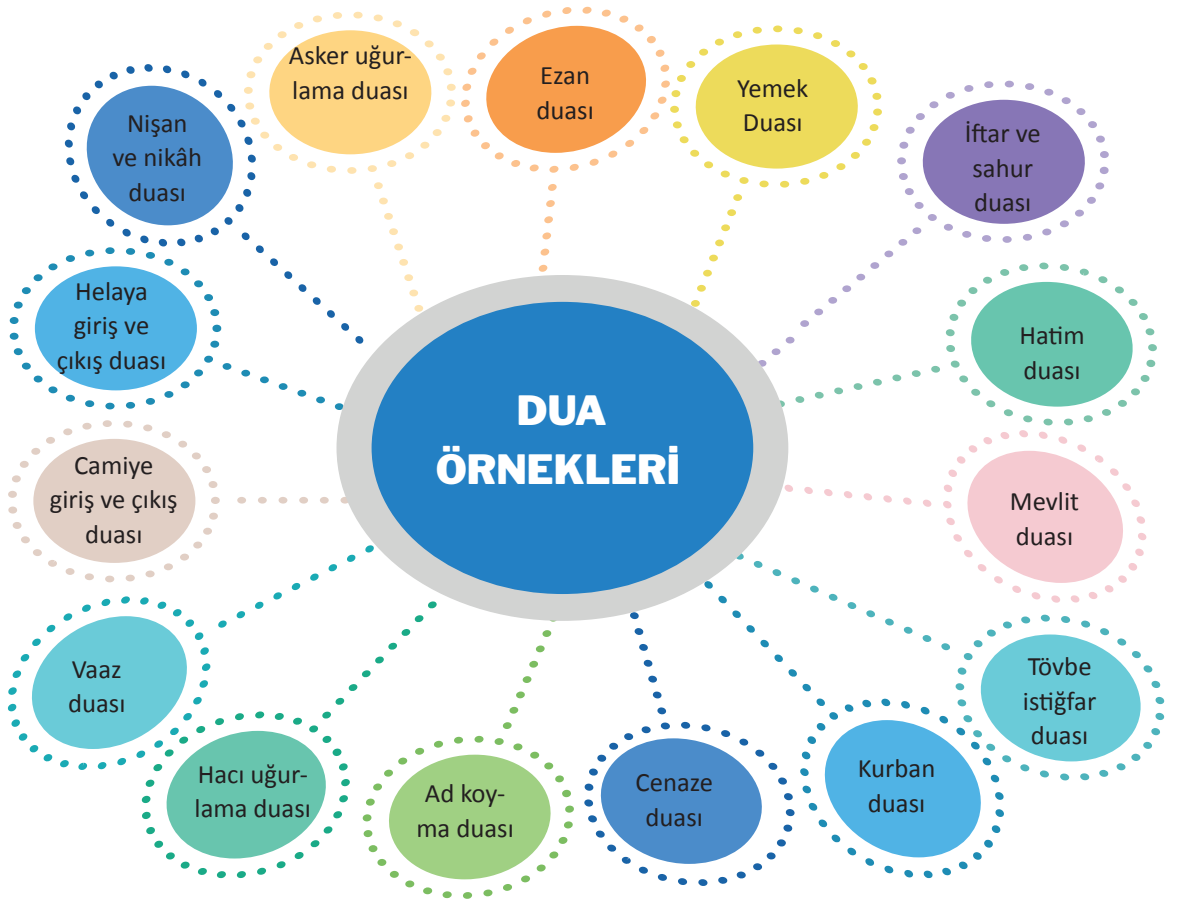 DUA
ÖRNEKLERİ
Asker uğur-
lama duası
Ezan
duası
Yemek
Duası
İftar ve
sahur
duası
Hatim
duası
Mevlit
duası
Tövbe
istiğfar
duası
Kurban
duası
Cenaze
duası
Ad koy-
ma duası
Hacı uğur-
lama duası
Vaaz
duası
Camiye
giriş ve çıkış
duası
Helaya
giriş ve
çıkış duası
Nişan
ve nikâh
duası